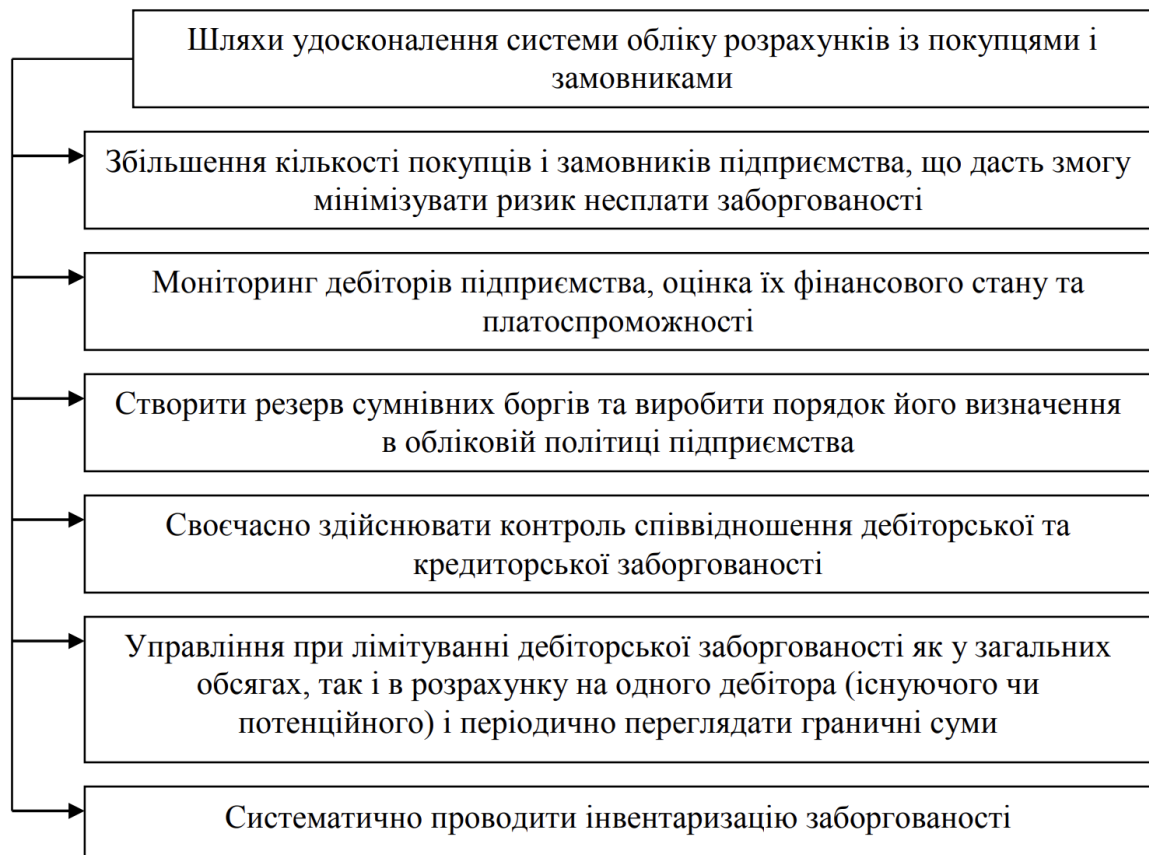 Шляхи удосконалення системи обліку розрахунків із покупцями і
замовниками
Збільшення кількості покупців і замовників підприємства, що дасть змогу
мінімізувати ризик несплати заборгованості
Моніторинг дебіторів підприємства, оцінка їх фінансового стану та
платоспроможності
Створити резерв сумнівних боргів та виробити порядок його визначення
в обліковій політиці підприємства
Своєчасно здійснювати контроль співвідношення дебіторської та
кредиторської заборгованості
Управління при лімітуванні дебіторської заборгованості як у загальних
обсягах, так і в розрахунку на одного дебітора (існуючого чи
потенційного) і періодично переглядати граничні суми
Систематично проводити інвентаризацію заборгованості